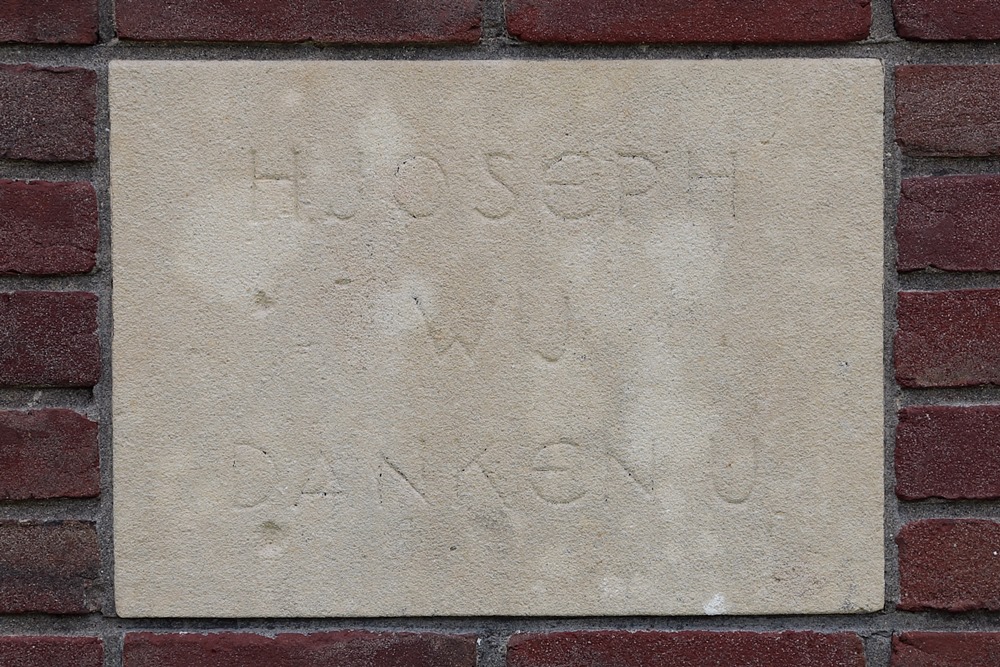 H JOSEPH
WIJ
DANKEN U